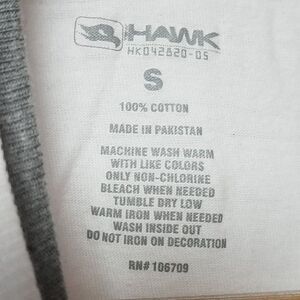 HAWK
HK042820-05
S
100% COTTON
MADE IN PAKISTAN
MACHINE WASH WARM
WITH LIKE COLORS
ONLY NON-CHLORINE
BLEACH WHEN NEEDED
TUMBLE DRY LOW
WARM IRON WHEN NEEDED
WASH INSIDE OUT
DO NOT IRON ON DECORATION
RN# 106709